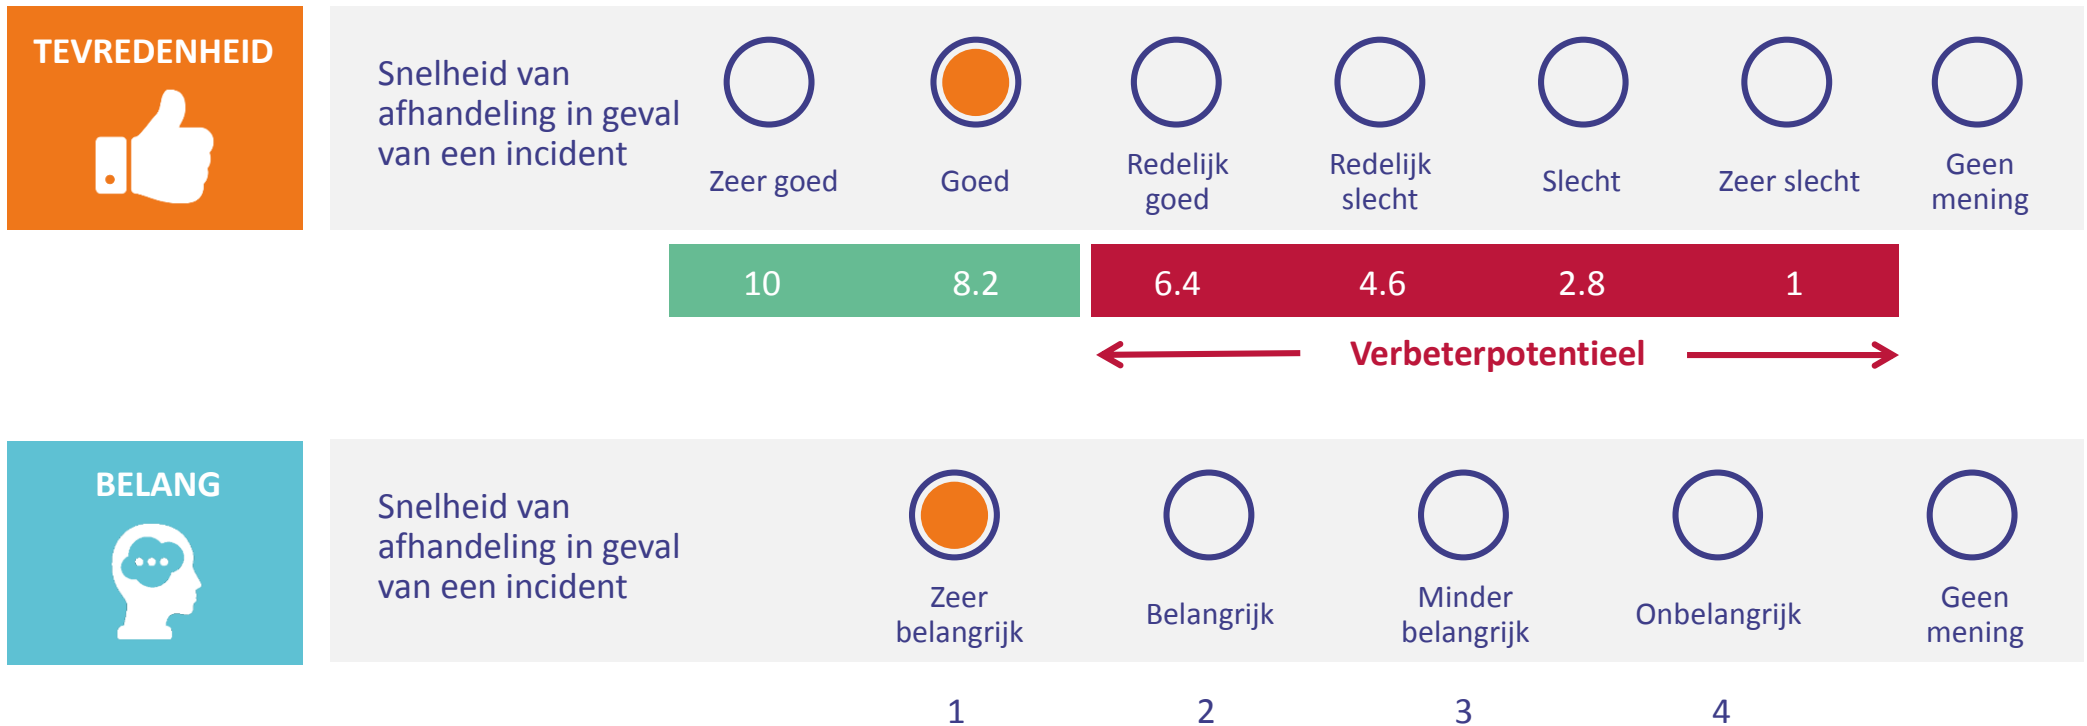 TEVREDENHEID
Snelheid van
afhandeling in geval
van een incident
Zeer goed
Goed
Redelijk
goed
Redelijk
slecht
Slecht
Zeer slecht
Geen
mening
10 8.2 6.4 4.6 2.8 1
Verbeterpotentieel
BELANG
Snelheid van
afhandeling in geval
van een incident
Zeer
belangrijk
Belangrijk
Minder
belangrijk
Onbelangrijk
Geen
mening
1 2 3 4